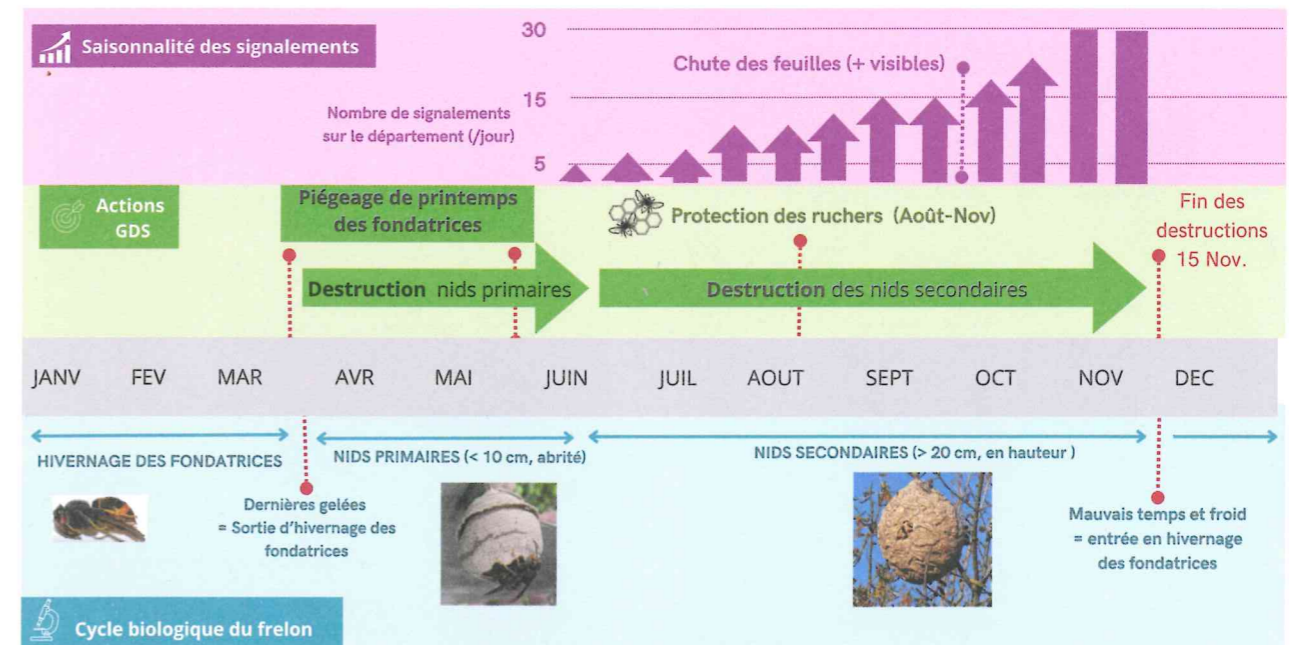 Saisonnalité des signalements
30
Chute des feuilles (+ visibles)
15
Nombre de signalements
sur le département (/jour)
5
Actions
GDS
Piégeage de printemps
des fondatrices
Protection des ruchers (Août-Nov)
Fin des
destructions
15 Nov.
Destruction nids primaires
Destruction des nids secondaires
JANV FEV MAR AVR MAI JUIN JUIL AOUT SEPT OCT NOV DEC
HIVERNAGE DES FONDATRICES
NIDS PRIMAIRES (< 10 cm, abrité)
NIDS SECONDAIRES (> 20 cm, en hauteur )
Dernières gelées
= Sortie d'hivernage des
fondatrices
Mauvais temps et froid
= entrée en hivernage
des fondatrices
Cycle biologique du frelon